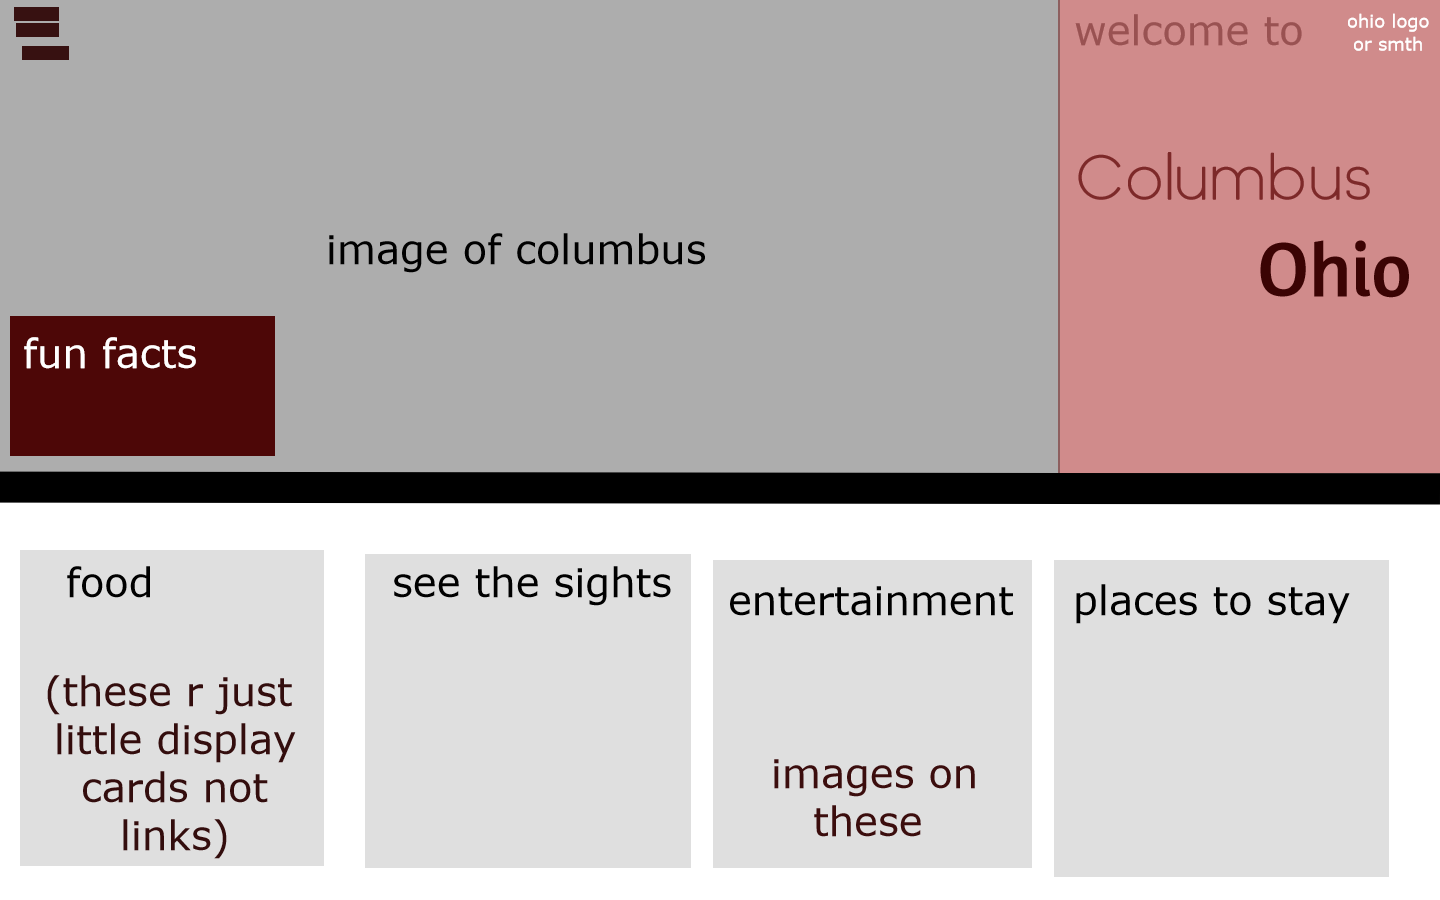 welcome to
ohio logo
or smth
Columbus
Ohio
image of columbus
fun facts
food
(these r just
little display
cards not
links)
see the sights
entertainment
images on
these
places to stay